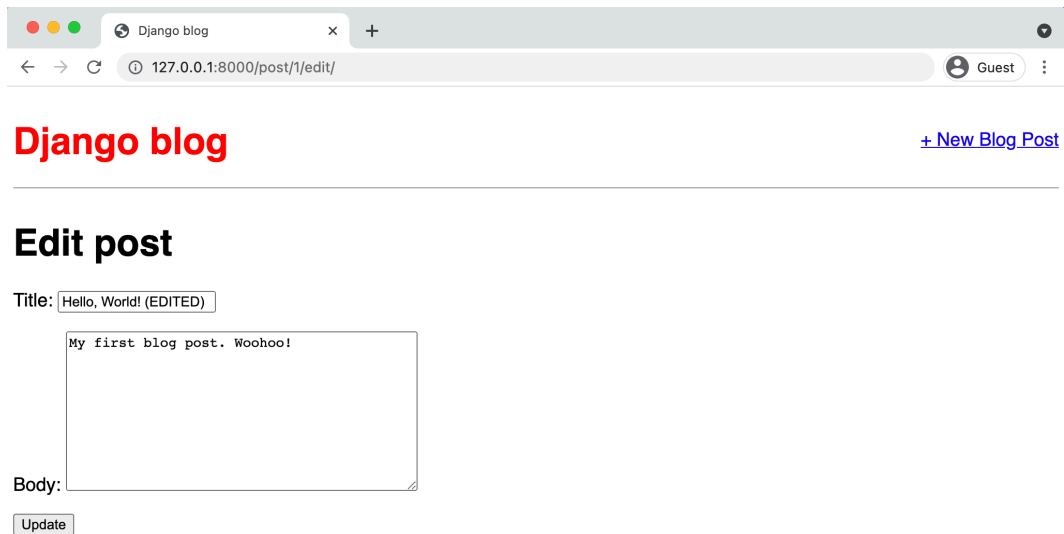 Django blog
127.0.0.1:8000/post/1/edit/
Guest
Django blog
+ New Blog Post
Edit post
Title: Hello, World! (EDITED)
My first blog post. Woohoo!
Body:
Update